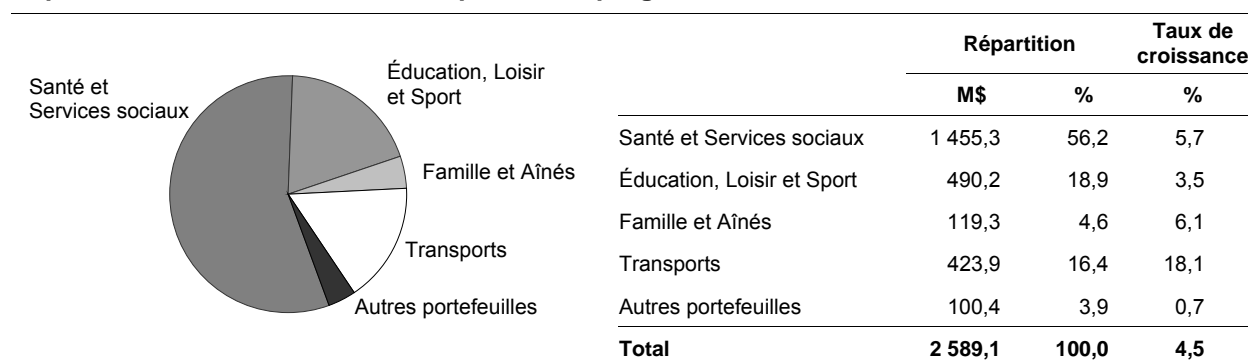 Santé et
Services sociaux
Éducation, Loisir
et Sport
Famille et Aînés
Transports
Autres portefeuilles
Répartition Taux de croissance
M$ % %
Santé et Services sociaux 1 455,3 56,2 5,7
Éducation, Loisir et Sport 490,2 18,9 3,5
Famille et Aînés 119,3 4,6 6,1
Transports 423,9 16,4 18,1
Autres portefeuilles 100,4 3,9 0,7
Total 2 589,1 100,0 4,5